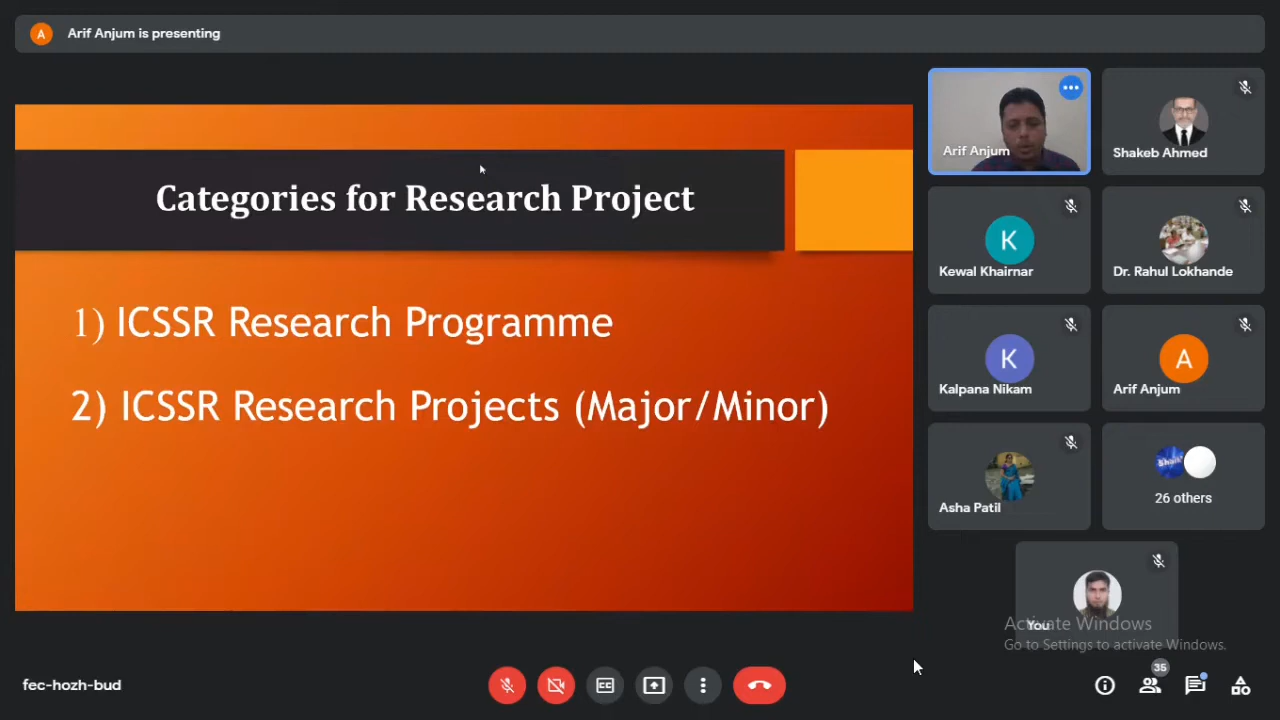 A
Arif Anjum is presenting
Categories for Research Project
1) ICSSR Research Programme
2) ICSSR Research Projects (Major/Minor)
Arif Anjum
Shakeb Ahmed
K
Kewal Khairnar
Dr. Rahul Lokhande
K
Kalpana Nikam
A
Arif Anjum
Asha Patil
26 others
You
Activate Windows
Go to Settings to activate Windows.
fec-hozh-bud
CC
35